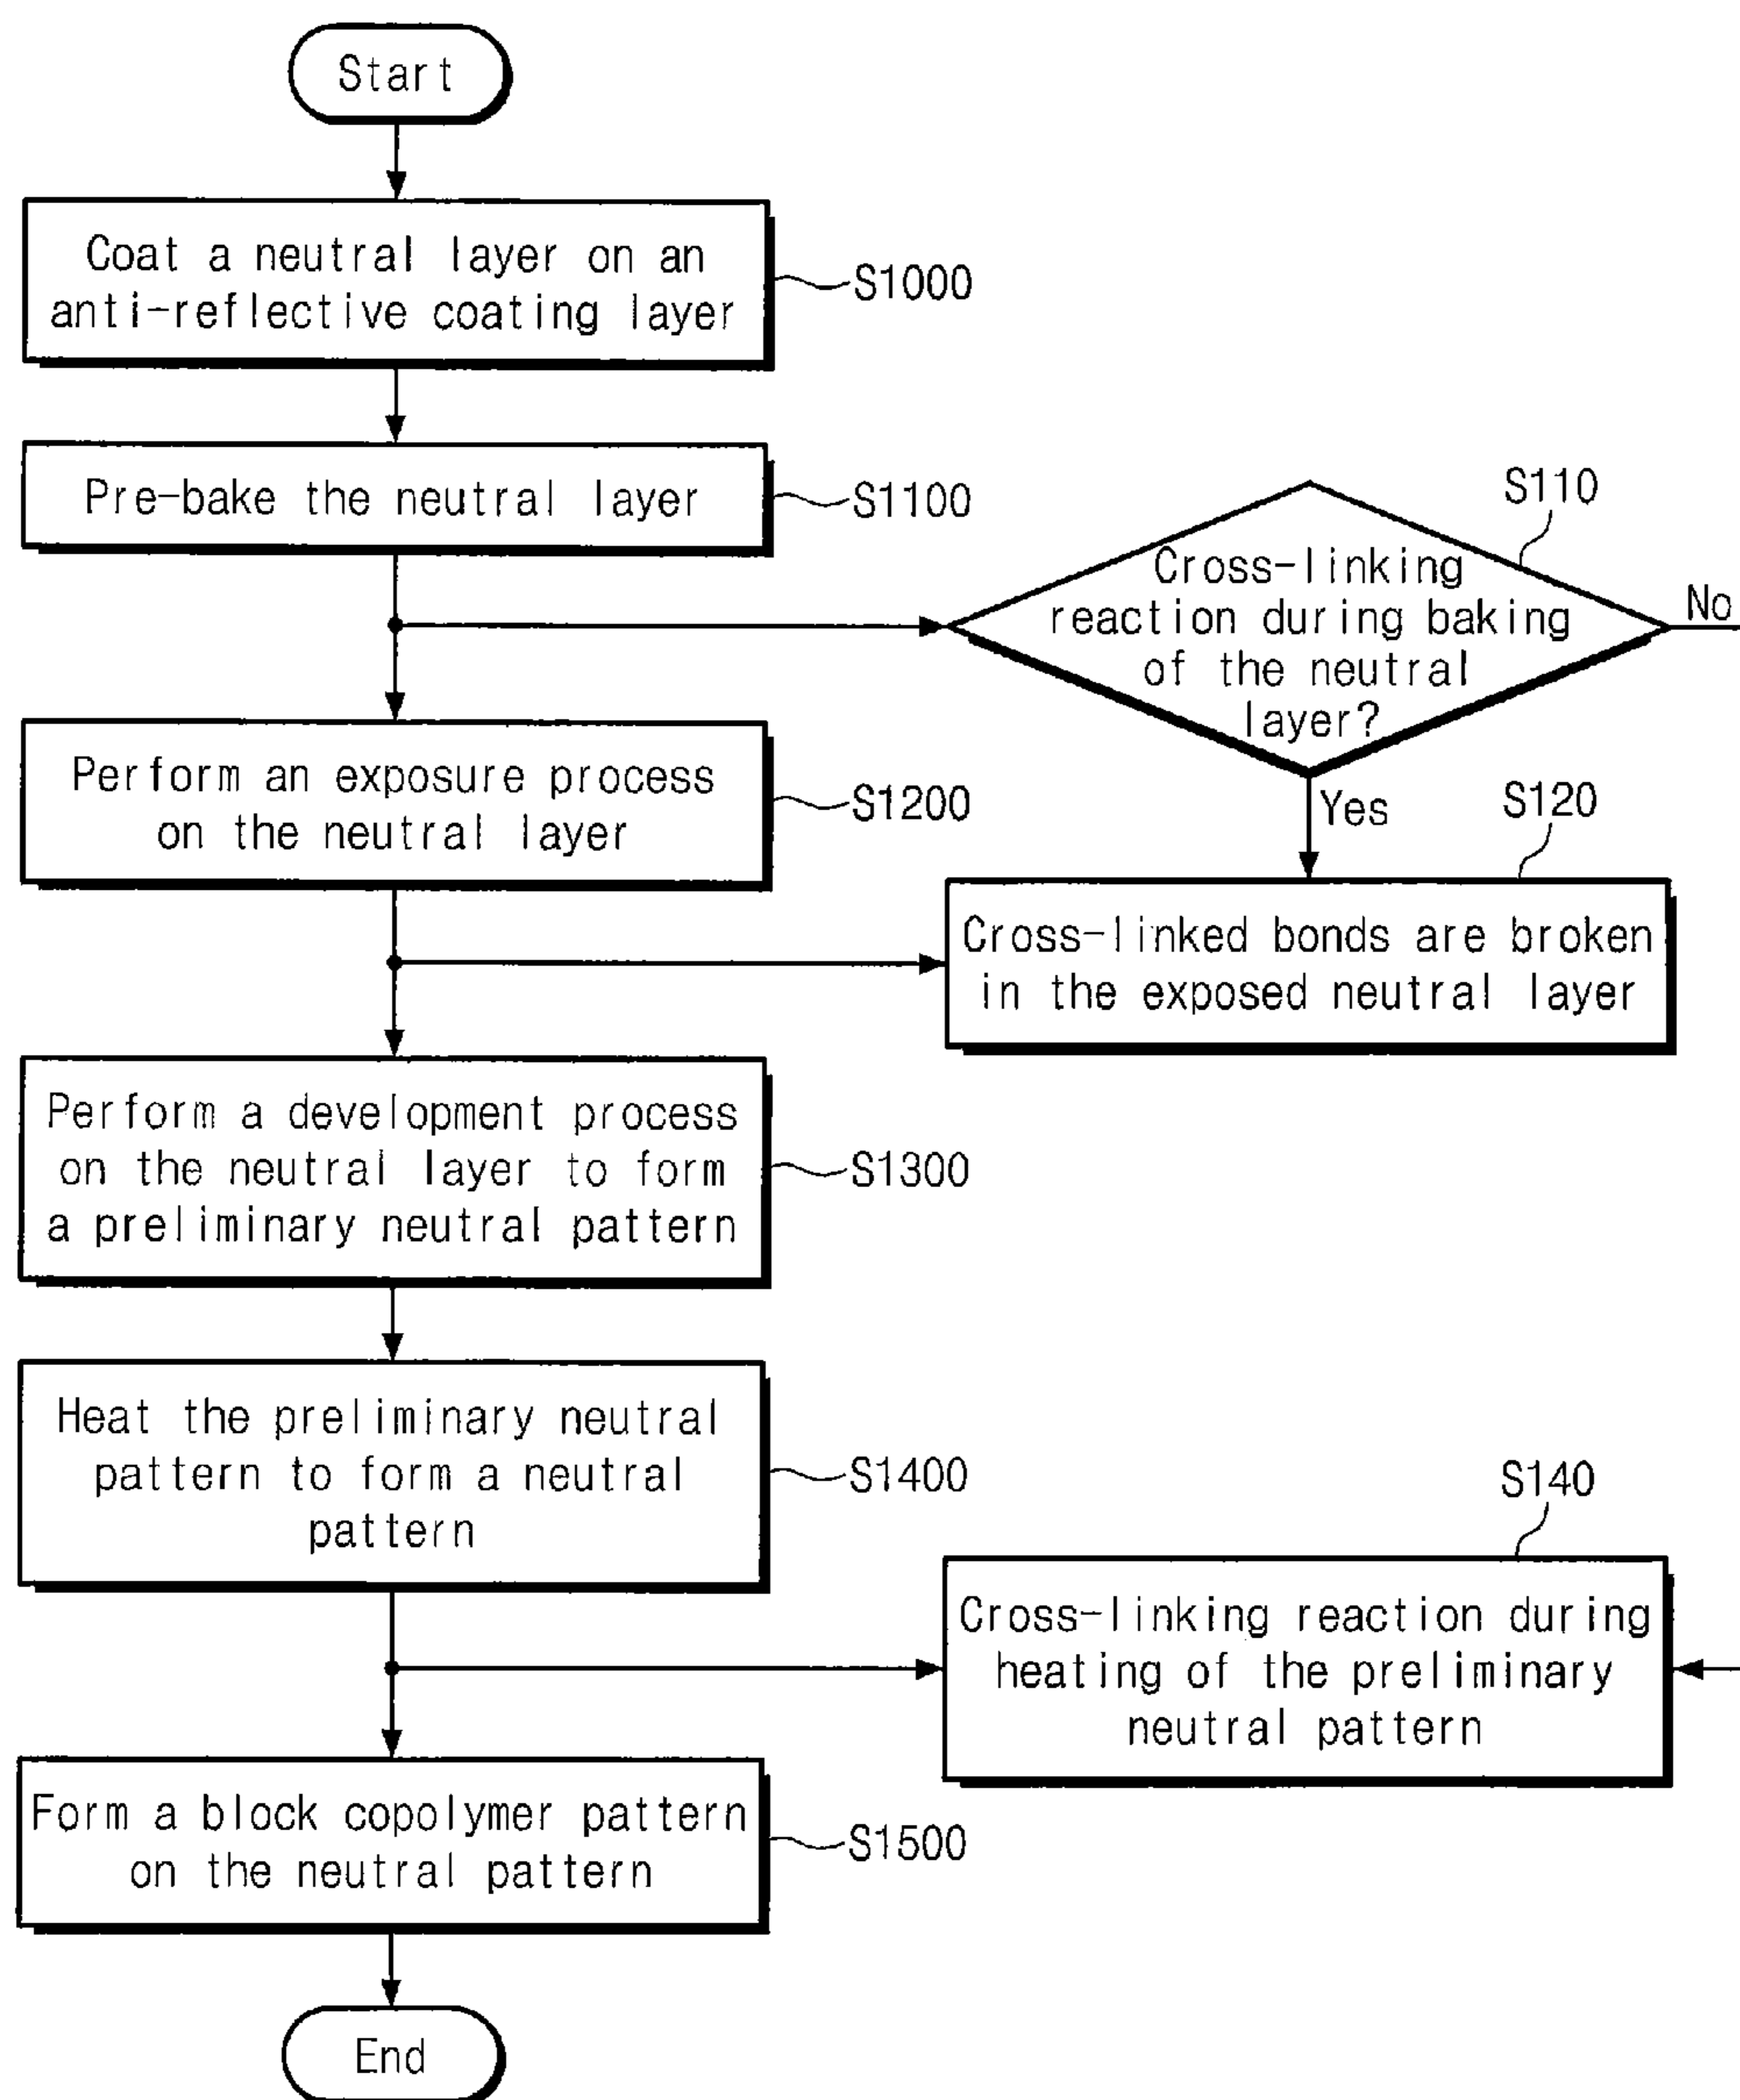 Start
Coat a neutral layer on an
anti-reflective coating layer
S1000
Pre-bake the neutral layer
S1100
S110
Cross-linking
reaction during baking
of the neutral
layer?
No
Yes
Perform an exposure process
on the neutral layer
S1200
S120
Cross-linked bonds are broken
in the exposed neutral layer
Perform a development process
on the neutral layer to form
a preliminary neutral pattern
S1300
Heat the preliminary neutral
pattern to form a neutral
pattern
S1400
S140
Cross-linking reaction during
heating of the preliminary
neutral pattern
Form a block copolymer pattern
on the neutral pattern
S1500
End